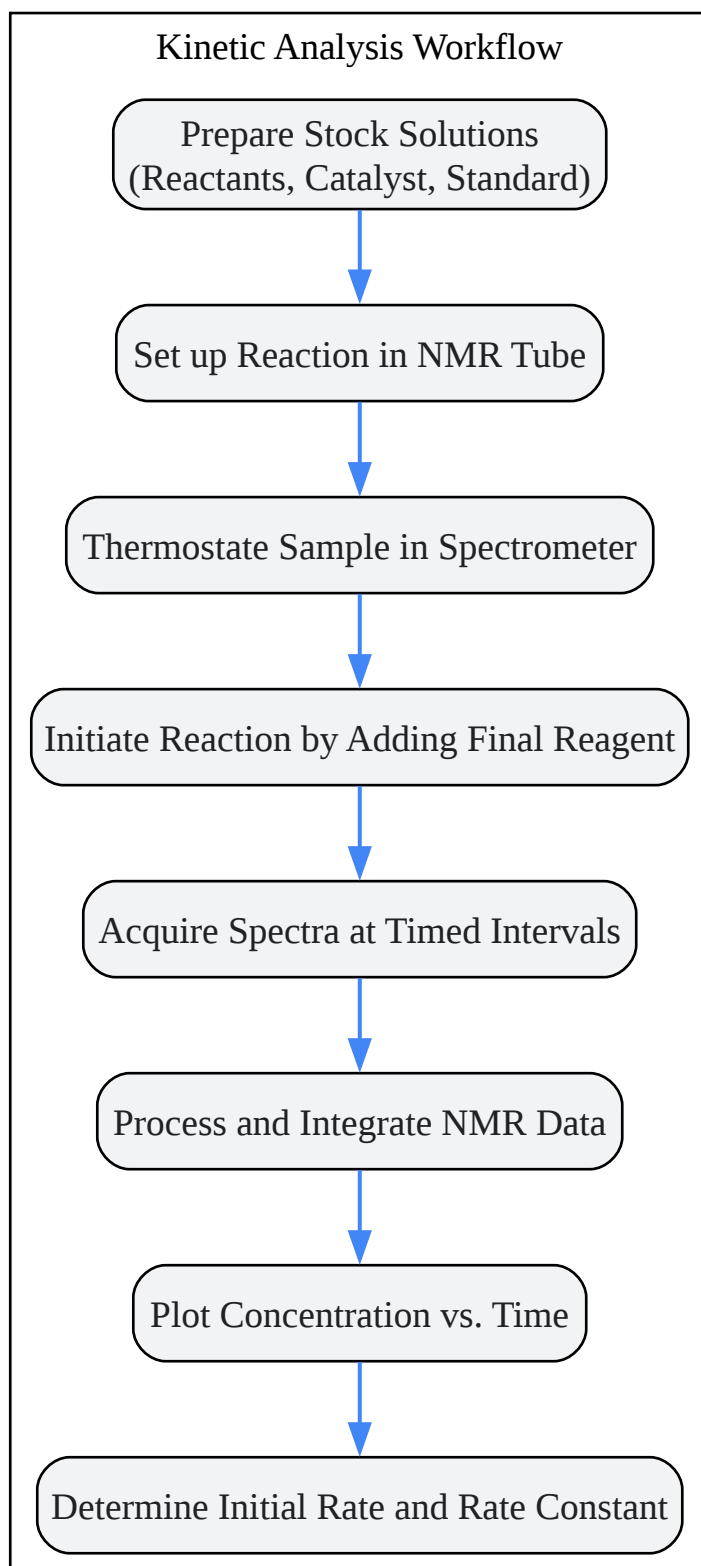 Kinetic Analysis Workflow
Prepare Stock Solutions
(Reactants, Catalyst, Standard)
Set up Reaction in NMR Tube
Thermostate Sample in Spectrometer
Initiate Reaction by Adding Final Reagent
Acquire Spectra at Timed Intervals
Process and Integrate NMR Data
Plot Concentration vs. Time
Determine Initial Rate and Rate Constant